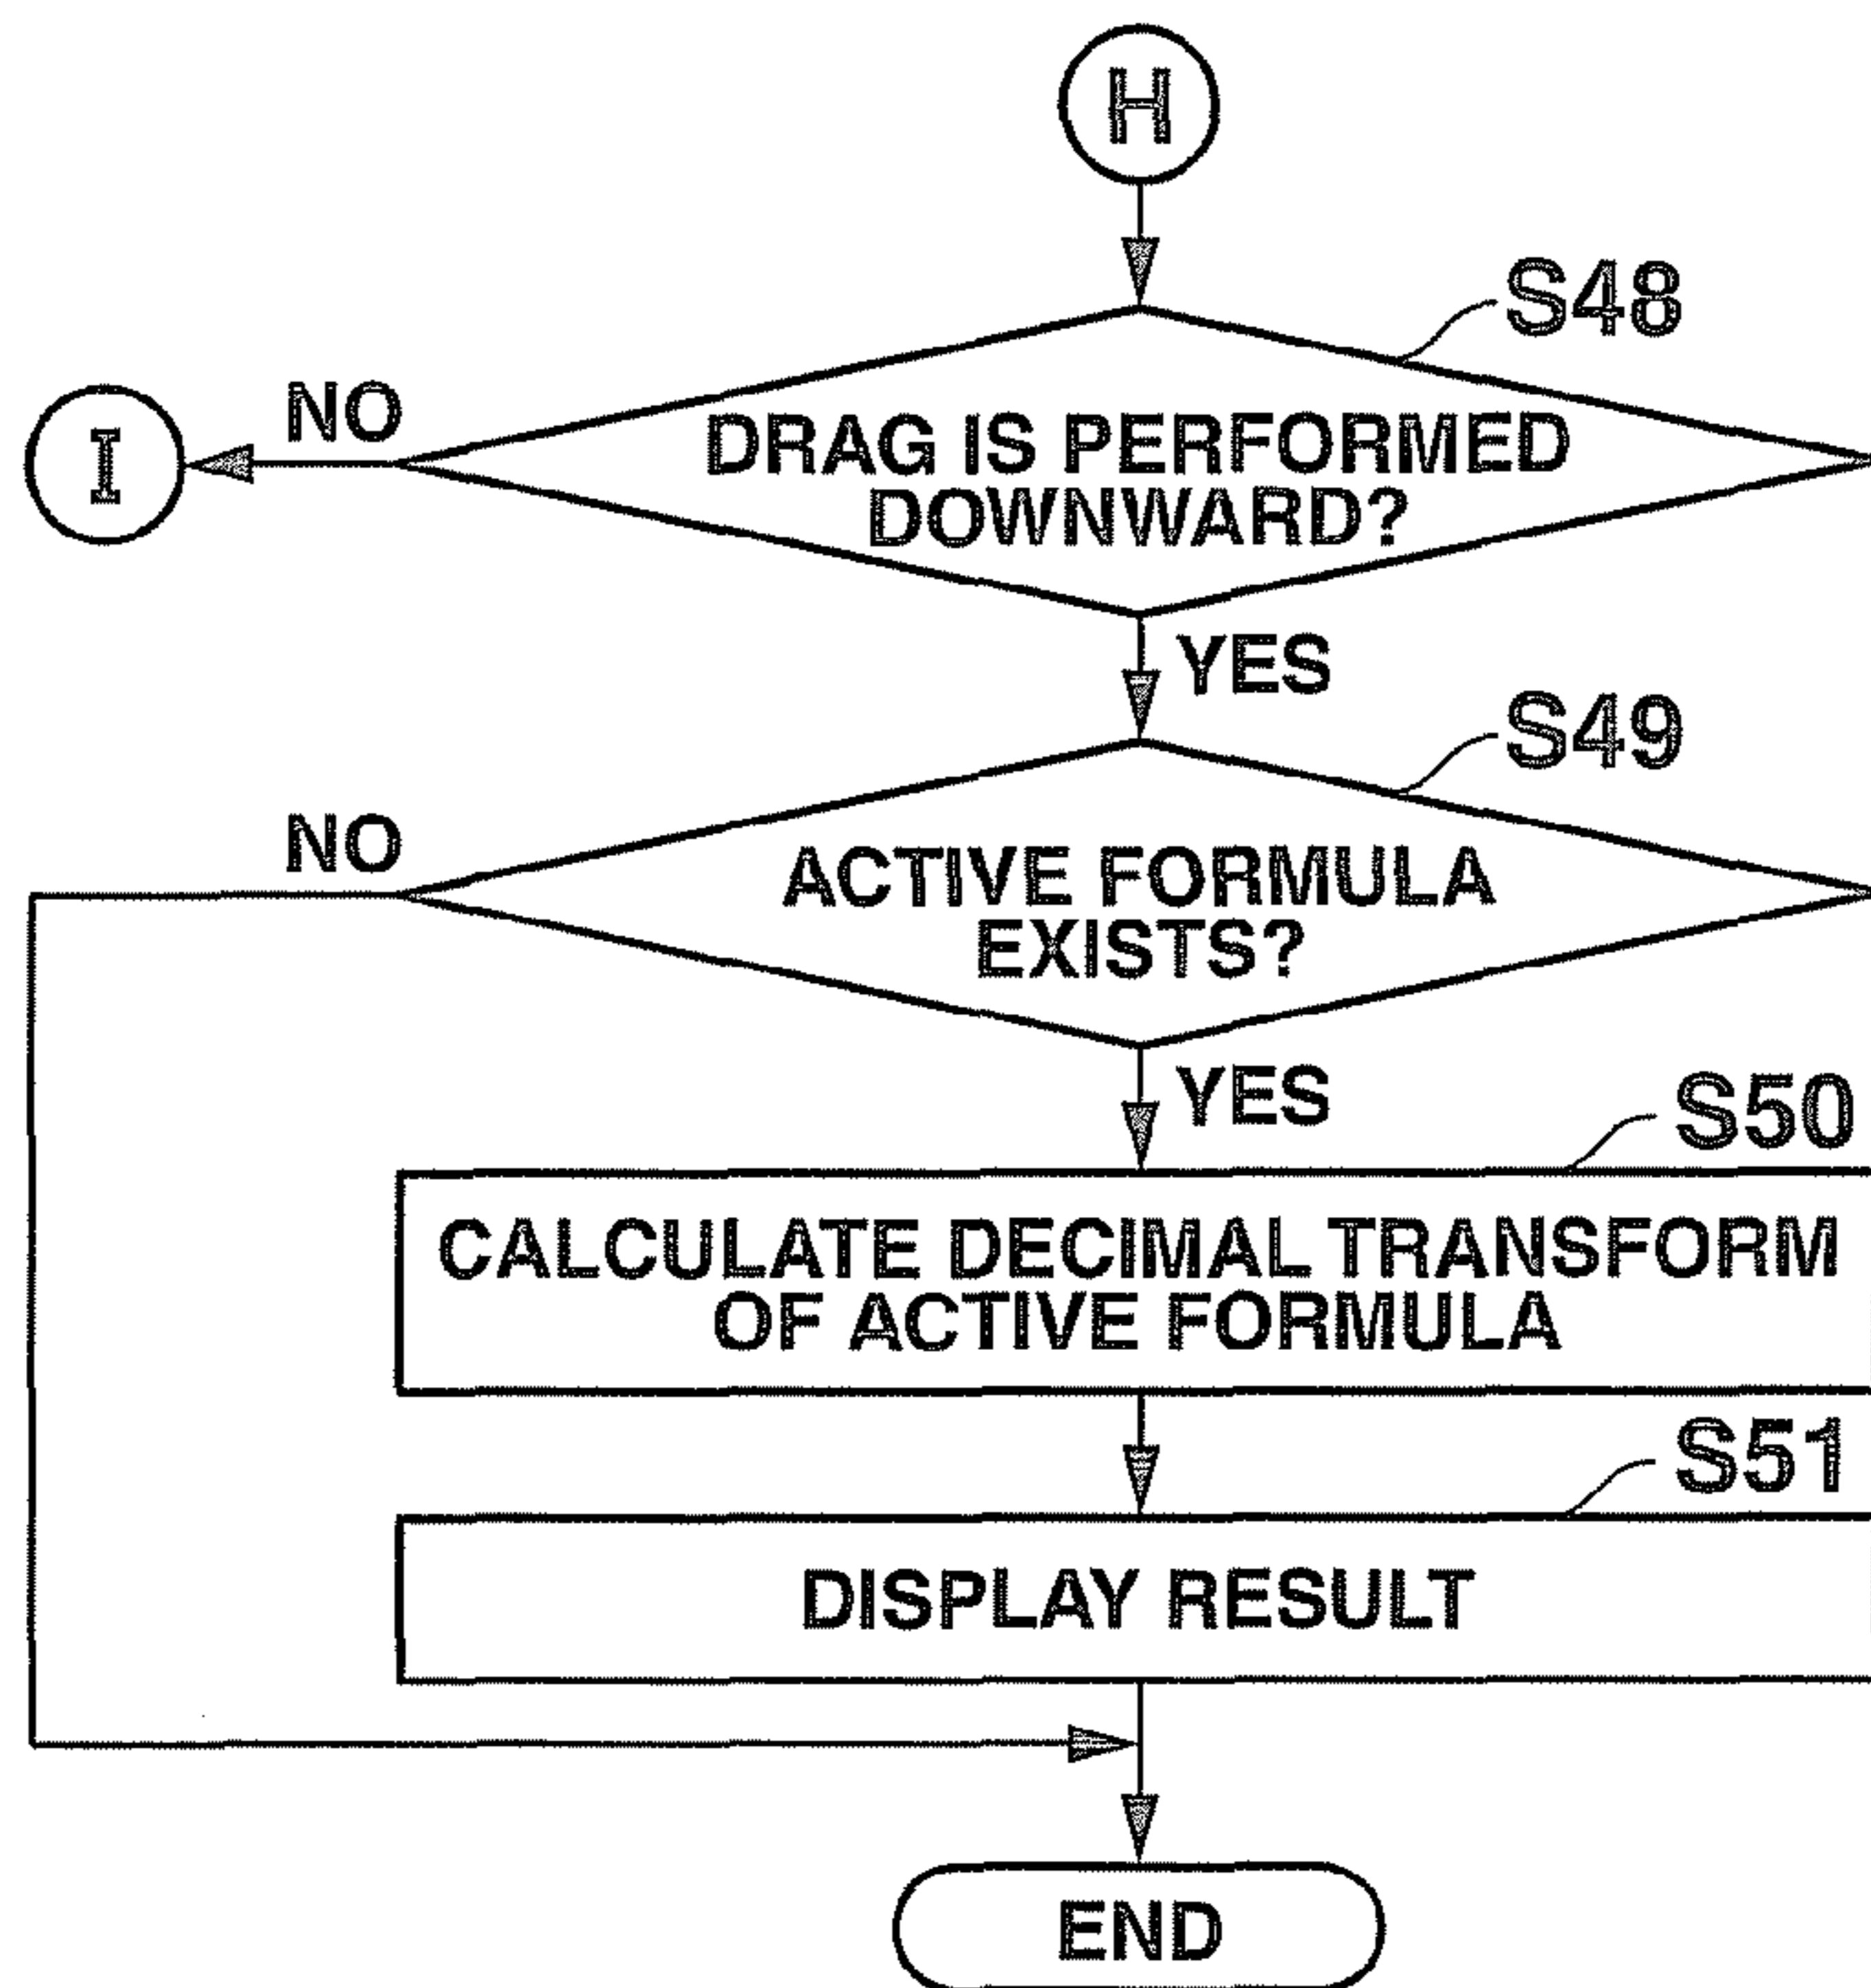 H
S48
NO
I
DRAG IS PERFORMED
DOWNWARD?
YES
S49
NO
ACTIVE FORMULA
EXISTS?
YES
S50
CALCULATE DECIMAL TRANSFORM
OF ACTIVE FORMULA
S51
DISPLAY RESULT
END